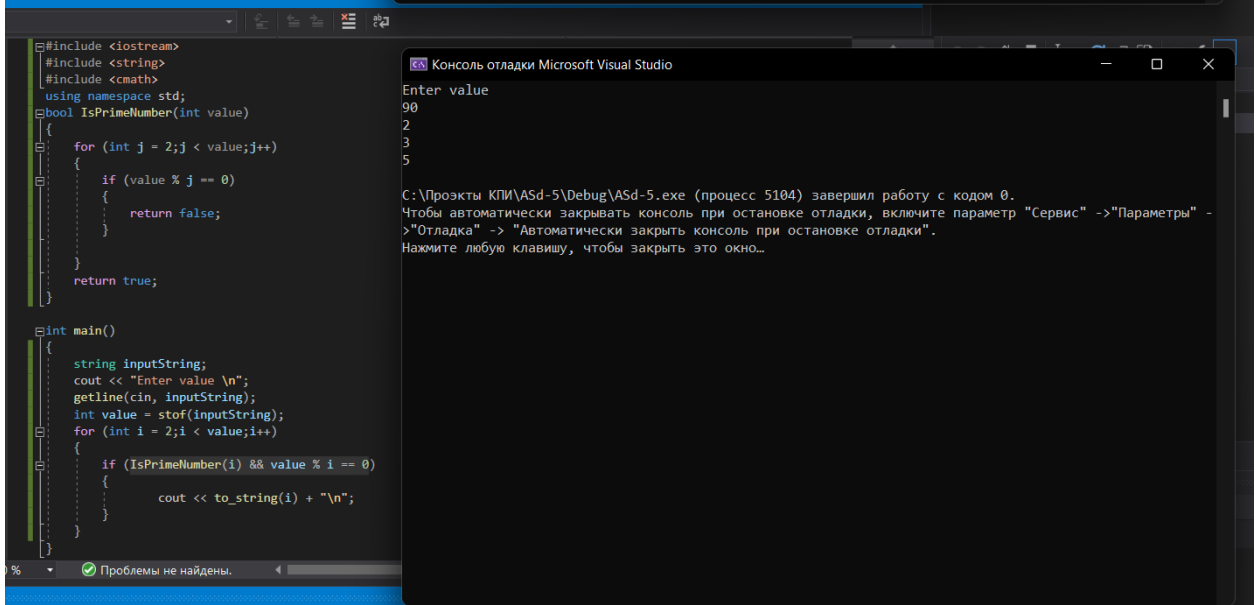 #include <iostream>
#include <string>
#include <cmath>
using namespace std;
bool IsPrimeNumber(int value)
{
for (int j = 2;j < value;j++)
{
if (value % j == 0)
{
return false;
}
}
return true;
}
int main()
{
string inputString;
cout << "Enter value \n";
getline(cin, inputString);
int value = stof(inputString);
for (int i = 2;i < value;i++)
{
if (IsPrimeNumber(i) && value % i == 0)
{
cout << to_string(i) + "\n";
}
}
}
%
Проблемы не найдены.
Консоль отладки Microsoft Visual Studio
Enter value
90
2
3
5
C:\Проэкты КПИ\ASd-5\Debug\ASd-5.exe (процесс 5104) завершил работу с кодом 0.
Чтобы автоматически закрывать консоль при остановке отладки, включите параметр "Сервис" ->"Параметры" -
>"Отладка" -> "Автоматически закрыть консоль при остановке отладки".
Нажмите любую клавишу, чтобы закрыть это окно…